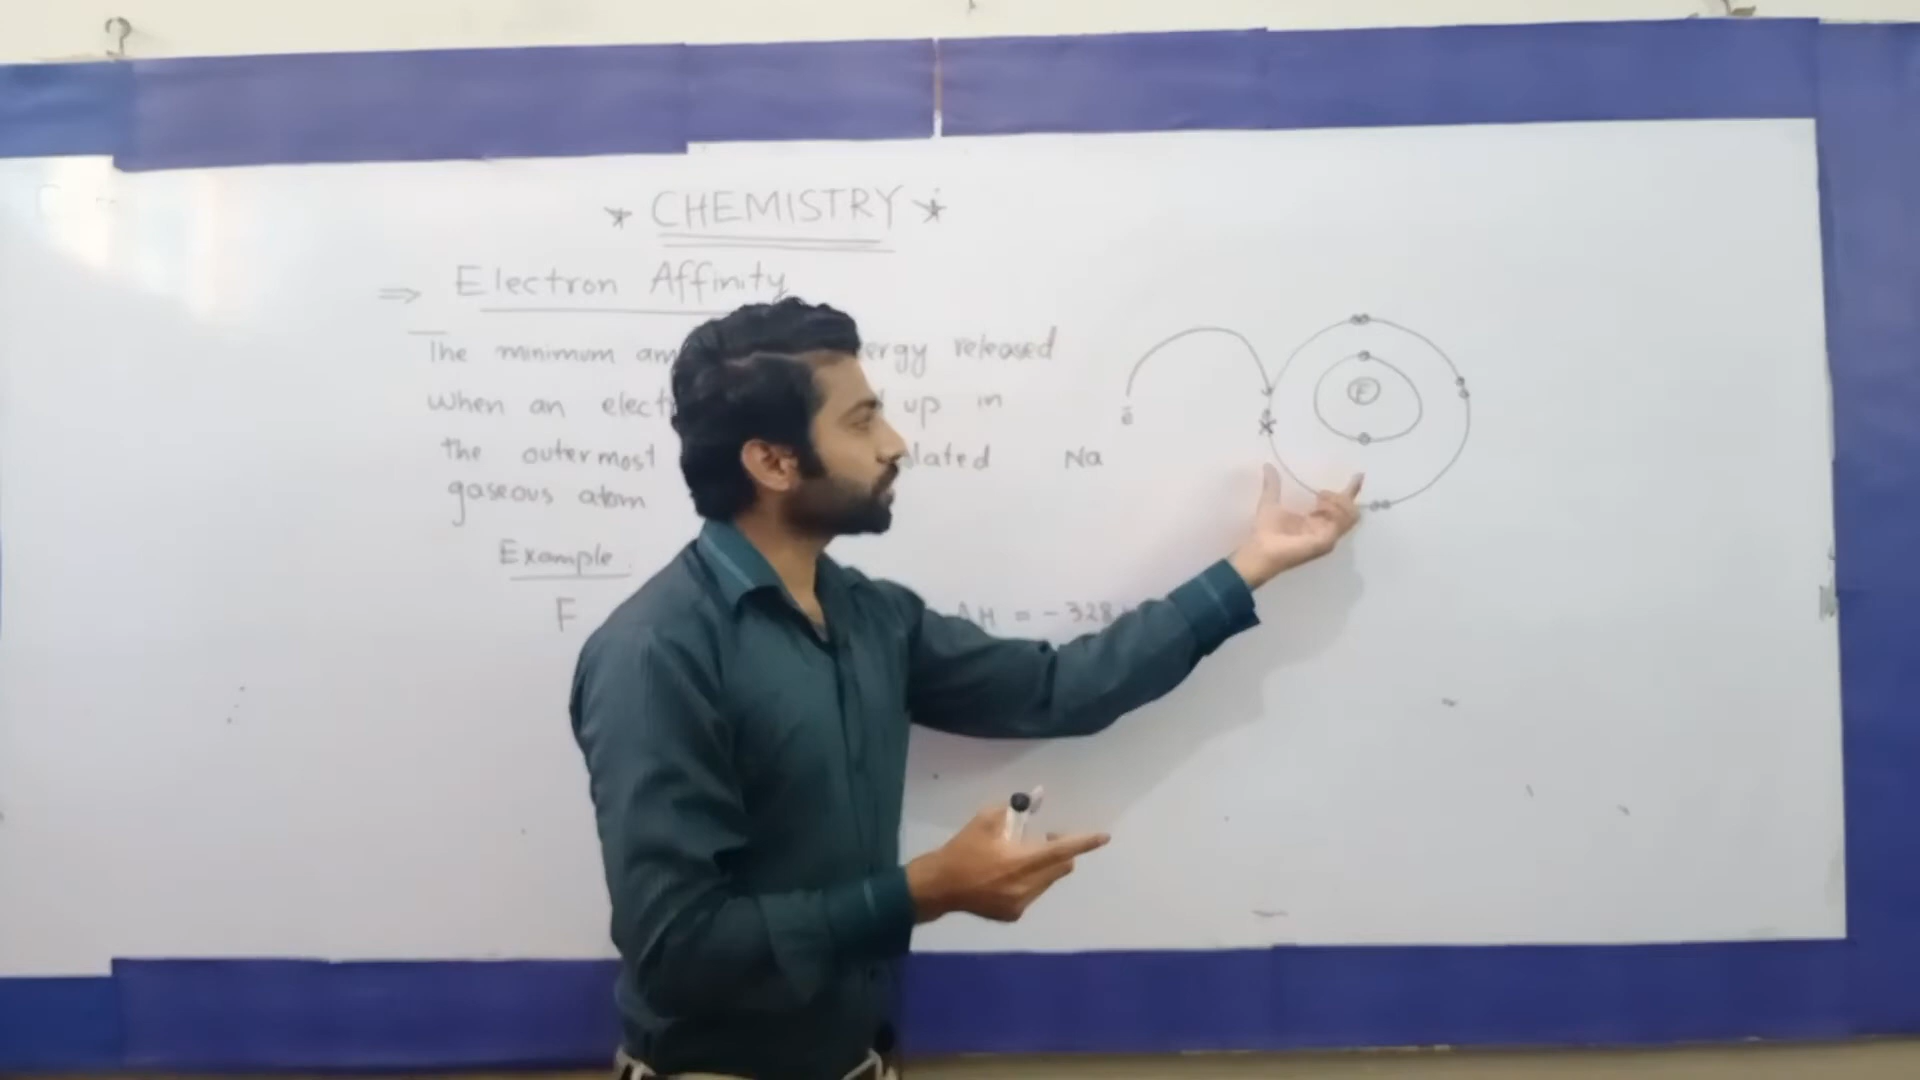 * CHEMISTRY *
⇒ Electron Affinity
The minimum am ergy released
when an elect up in
the outermost olated
gaseous atom
Example
F ΔH = -328
ē
Na
F